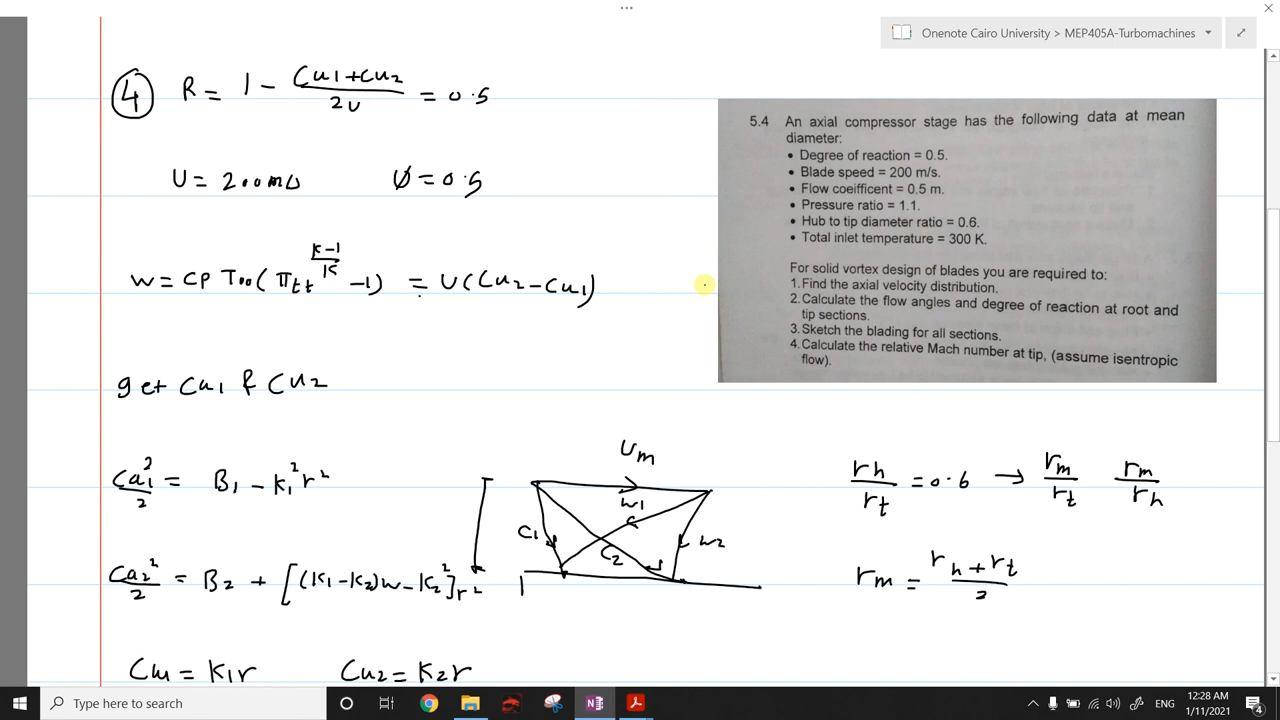 Onenote Cairo University > MEP405A-Turbomachines
④ R = 1 - (Cu1+Cu2)/2U = 0.5
U = 200 m/s φ = 0.5
w = CP T₀₀(π_tt^((K-1)/K) - 1) = U(Cu2 - Cu1)
get Cu1 & Cu2
Um
Ca1²/2 = B1 - k1² r²
w1
C1
C2
w2
rh/rt = 0.6 → rm/rt rm/rh
Ca2²/2 = B2 + [(k1-k2)w - k2²] r²
rm = (rh + rt)/2
Cu1 = k1r Cu2 = k2r
5.4 An axial compressor stage has the following data at mean
diameter:
• Degree of reaction = 0.5.
• Blade speed = 200 m/s.
• Flow coeifficent = 0.5 m.
• Pressure ratio = 1.1.
• Hub to tip diameter ratio = 0.6.
• Total inlet temperature = 300 K.
For solid vortex design of blades you are required to:
1. Find the axial velocity distribution.
2. Calculate the flow angles and degree of reaction at root and
tip sections.
3. Sketch the blading for all sections.
4. Calculate the relative Mach number at tip, (assume isentropic
flow).
Type here to search
ENG
12:28 AM
1/11/2021
4